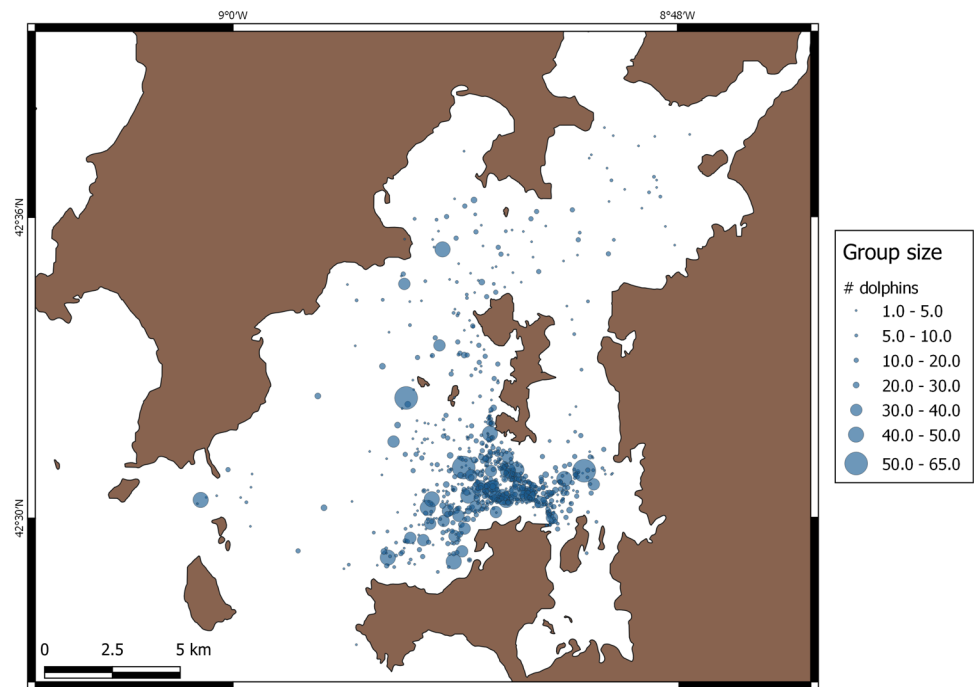 9°0'W
8°48'W
42°36'N
42°30'N
Group size
# dolphins
1.0 - 5.0
5.0 - 10.0
10.0 - 20.0
20.0 - 30.0
30.0 - 40.0
40.0 - 50.0
50.0 - 65.0
0 2.5 5 km